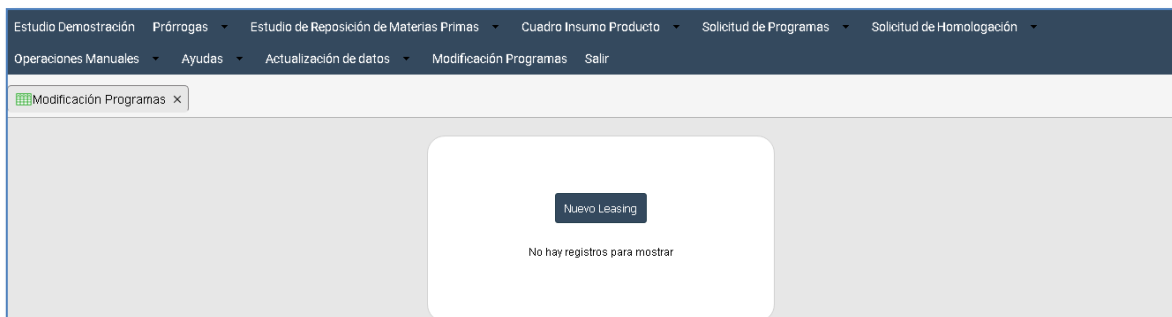 Estudio Demostración Prórrogas Estudio de Reposición de Materias Primas Cuadro Insumo Producto Solicitud de Programas Solicitud de Homologación
Operaciones Manuales Ayudas Actualización de datos Modificación Programas Salir
Modificación Programas ×
Nuevo Leasing
No hay registros para mostrar